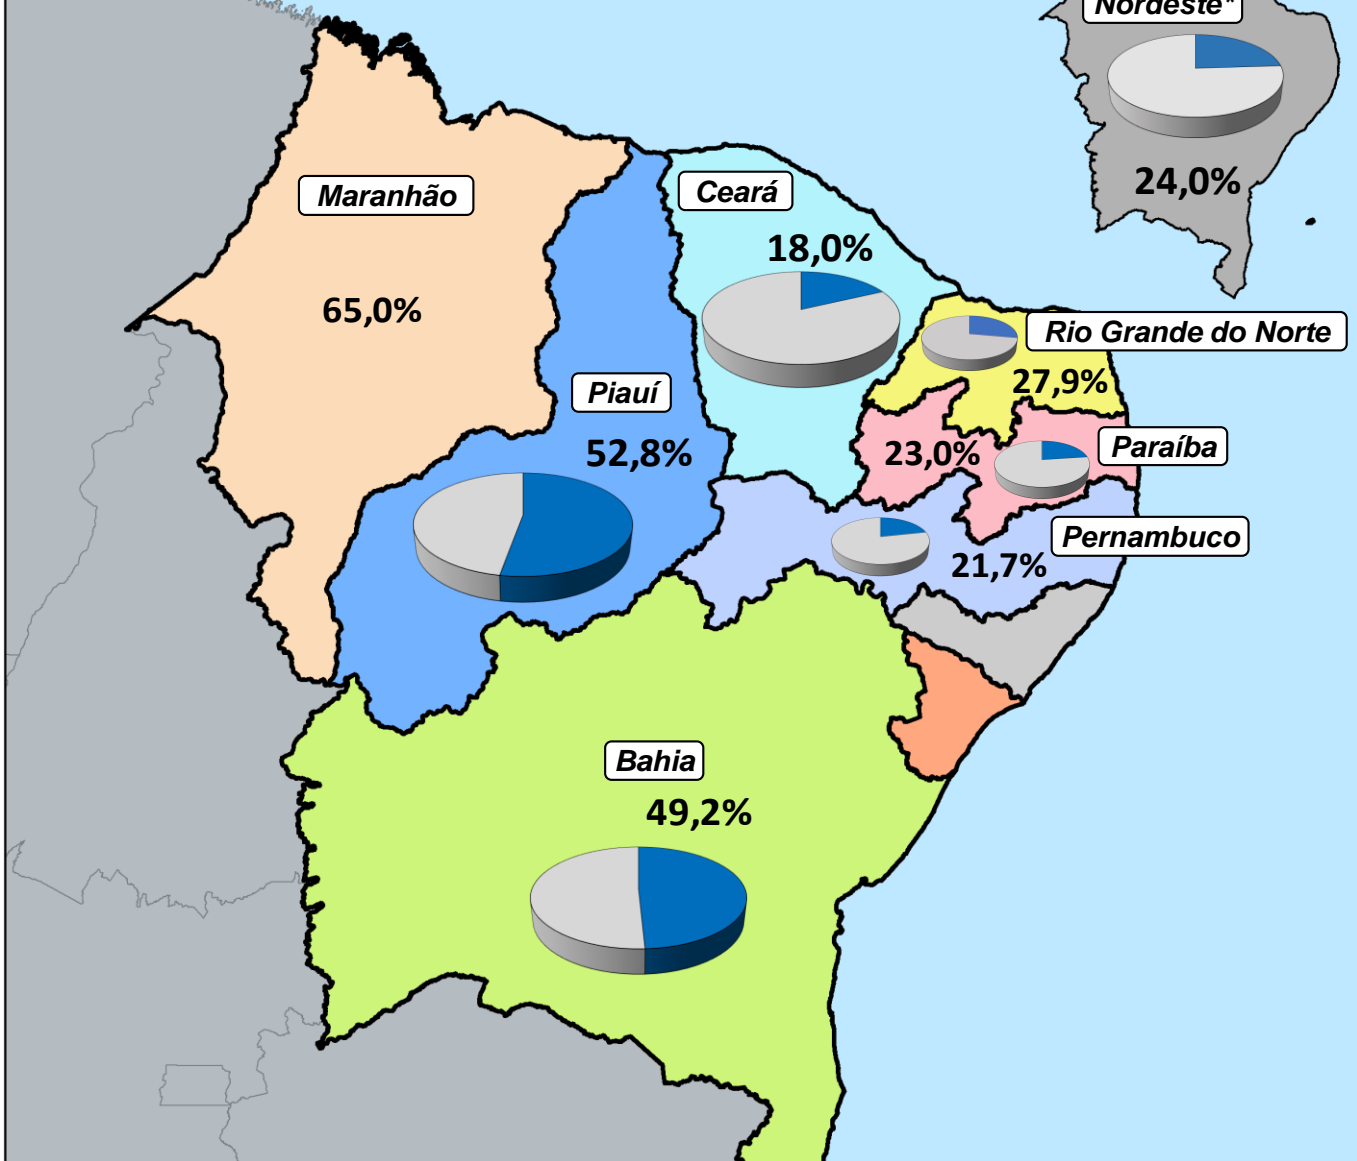 Nordeste*
24,0%
Maranhão
65,0%
Ceará
18,0%
Rio Grande do Norte
27,9%
Piauí
52,8%
Paraíba
23,0%
Pernambuco
21,7%
Bahia
49,2%